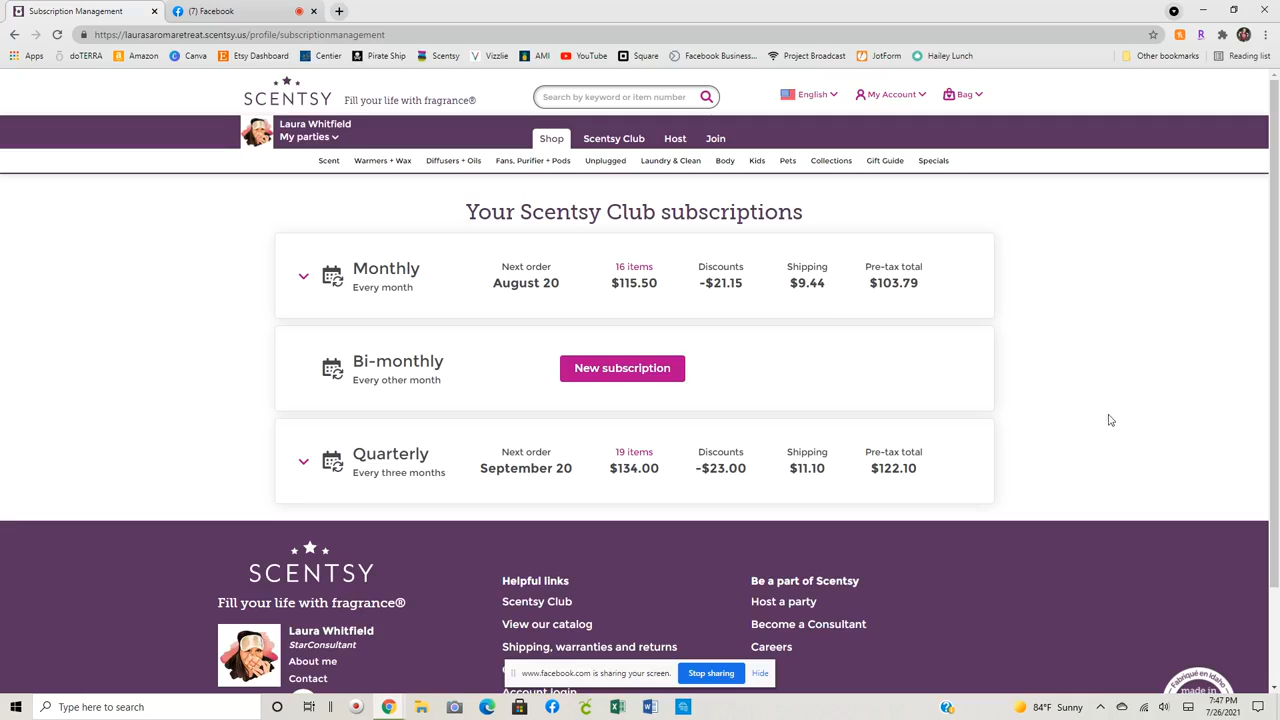 Subscription Management
(7) Facebook
https://laurasaromaretreat.scentsy.us/profile/subscriptionmanagement
Apps
doTERRA
Amazon
Canva
Etsy Dashboard
Cinetier
Pirate Ship
Scentsy
Vizzlie
AMI
YouTube
Square
Facebook Business...
Project Broadcast
JotForm
Hailey Lunch
Other bookmarks
Reading list
SCENTSY
Fill your life with fragrance®
Search by keyword or item number
English
My Account
Bag
Laura Whitfield
My parties
Shop
Scentsy Club
Host
Join
Scent
Warmers + Wax
Diffusers + Oils
Fans, Purifier + Pods
Unplugged
Laundry & Clean
Body
Kids
Pets
Collections
Gift Guide
Specials
Your Scentsy Club subscriptions
Monthly
Every month
Next order
August 20
16 items
$115.50
Discounts
-$21.15
Shipping
$9.44
Pre-tax total
$103.79
Bi-monthly
Every other month
New subscription
Quarterly
Every three months
Next order
September 20
19 items
$134.00
Discounts
-$23.00
Shipping
$11.10
Pre-tax total
$122.10
SCENTSY
Fill your life with fragrance®
Laura Whitfield
StarConsultant
About me
Contact
Helpful links
Scentsy Club
View our catalog
Shipping, warranties and returns
Account login
Be a part of Scentsy
Host a party
Become a Consultant
Careers
www.facebook.com is sharing your screen.
Stop sharing
Hide
Fabriqué en Idaho
made in
Type here to search
84°F Sunny
7:47 PM
7/26/2021